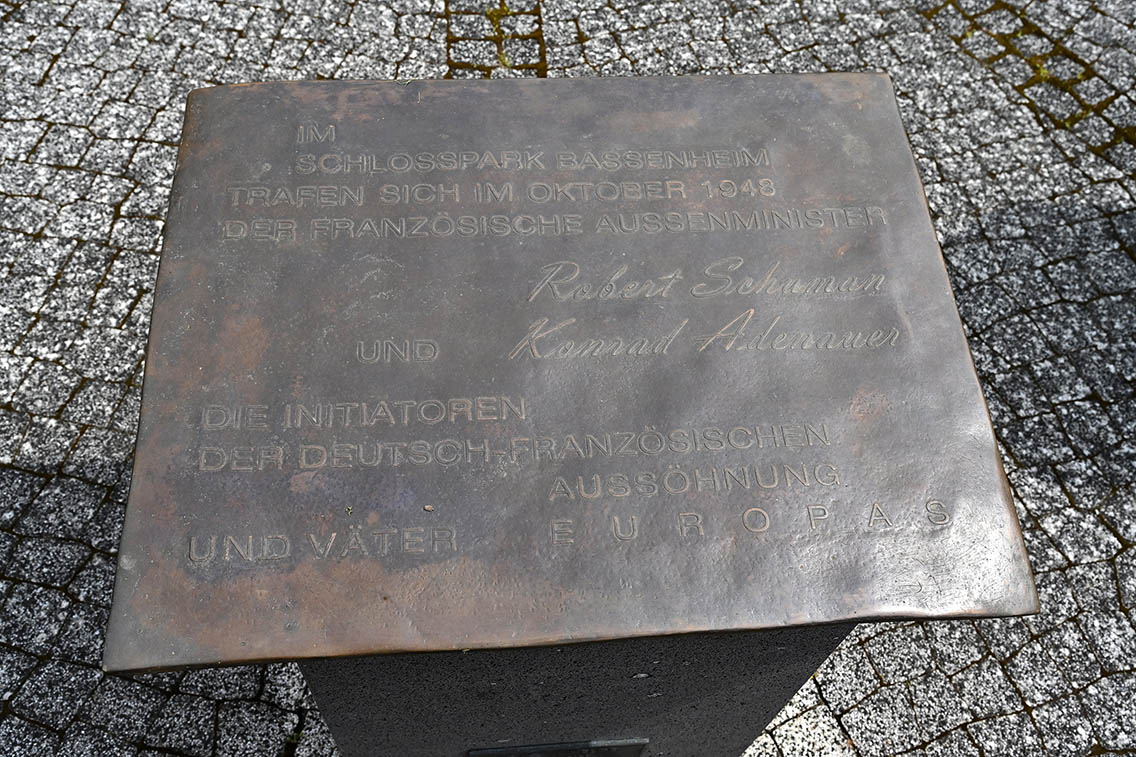 IM
SCHLOSSPARK BASSENHEIM
TRAFEN SICH IM OKTOBER 1948
DER FRANZÖSISCHE AUSSENMINISTER
Robert Schuman
UND Konrad Adenauer
DIE INITIATOREN
DER DEUTSCH-FRANZÖSISCHEN
AUSSÖHNUNG
UND VÄTER EUROPAS